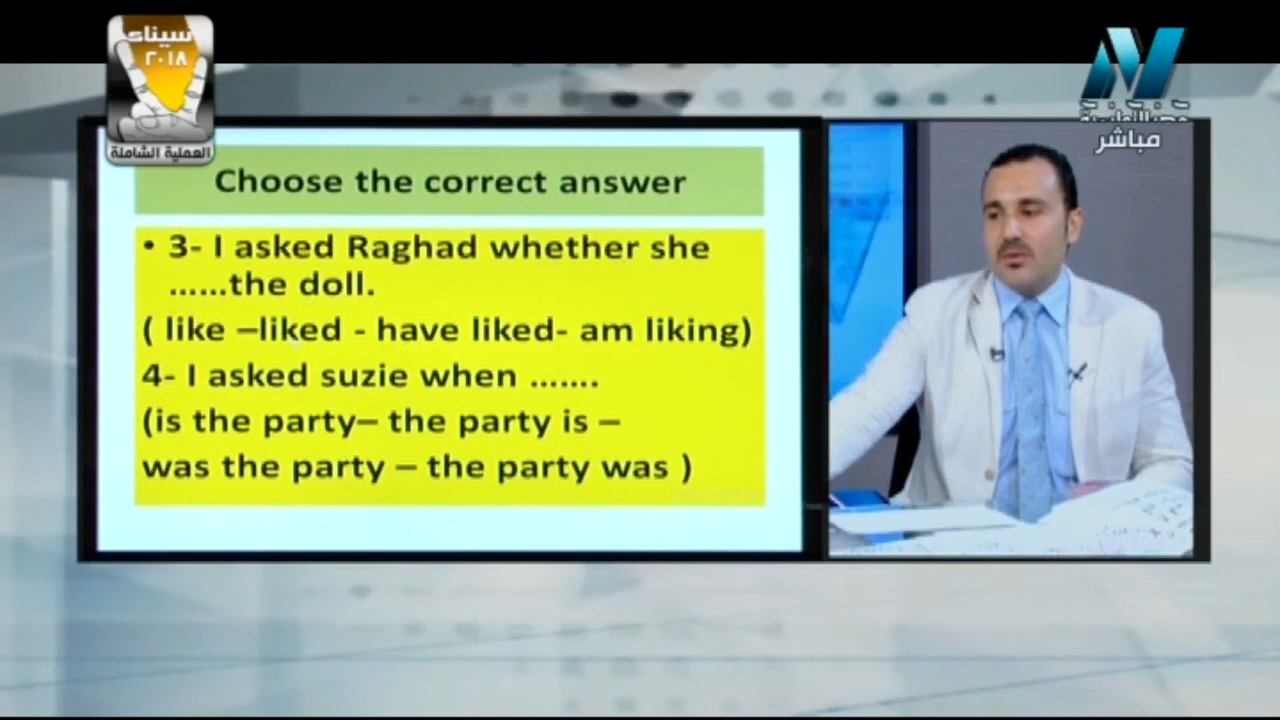 سيناء
٢٠١٨
العملية الشاملة
مصر التعليمية
مباشر
Choose the correct answer
• 3- I asked Raghad whether she
......the doll.
( like –liked - have liked- am liking)
4- I asked suzie when .......
(is the party– the party is –
was the party – the party was )